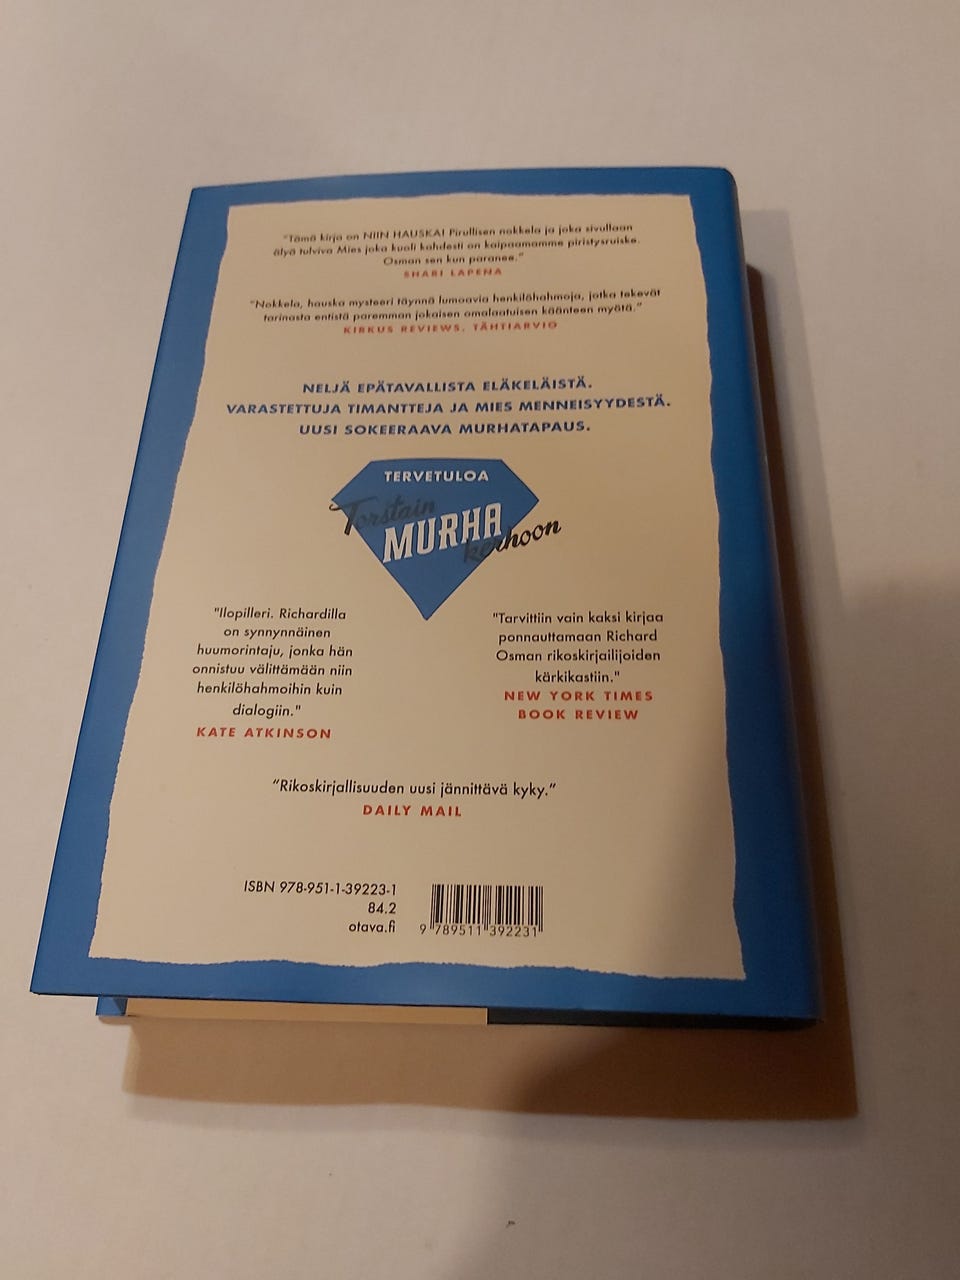 "Tämä kirja on NIIN HAUSKA! Pirullisen nokkela ja joka sivullaan
älyä tulviva Mies joka kuoli kahdesti on kaipaamamme piristysruiske.
Osman sen kun paranee."
SHARI LAPENA
"Nokkela, hauska mysteeri täynnä lumoavia henkilöhahmoja, jotka tekevät
tarinasta entistä paremman jokaisen omalaatuisen käänteen myötä."
KIRKUS REVIEWS, TÄHTIARVIO
NELJÄ EPÄTAVALLISTA ELÄKELÄISTÄ.
VARASTETTUJA TIMANTTEJA JA MIES MENNEISYYDESTÄ.
UUSI SOKEERAAVA MURHATAPAUS.
TERVETULOA
Torstain
MURHA
kerhoon
"Ilopilleri. Richardilla
on synnynnäinen
huumorintaju, jonka hän
onnistuu välittämään niin
henkilöhahmoihin kuin
dialogiin."
KATE ATKINSON
"Tarvittiin vain kaksi kirjaa
ponnauttamaan Richard
Osman rikoskirjailijoiden
kärkikastiin."
NEW YORK TIMES
BOOK REVIEW
"Rikoskirjallisuuden uusi jännittävä kyky."
DAILY MAIL
ISBN 978-951-1-39223-1
84.2
otava.fi
9 789511 392231